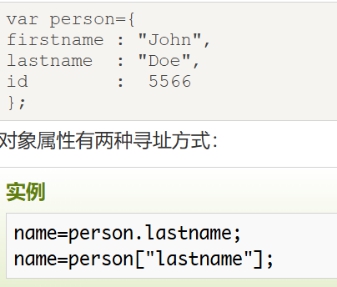 var person={
firstname : "John",
lastname  : "Doe",
id        :  5566
};
对象属性有两种寻址方式：
实例
name=person.lastname;
name=person["lastname"];